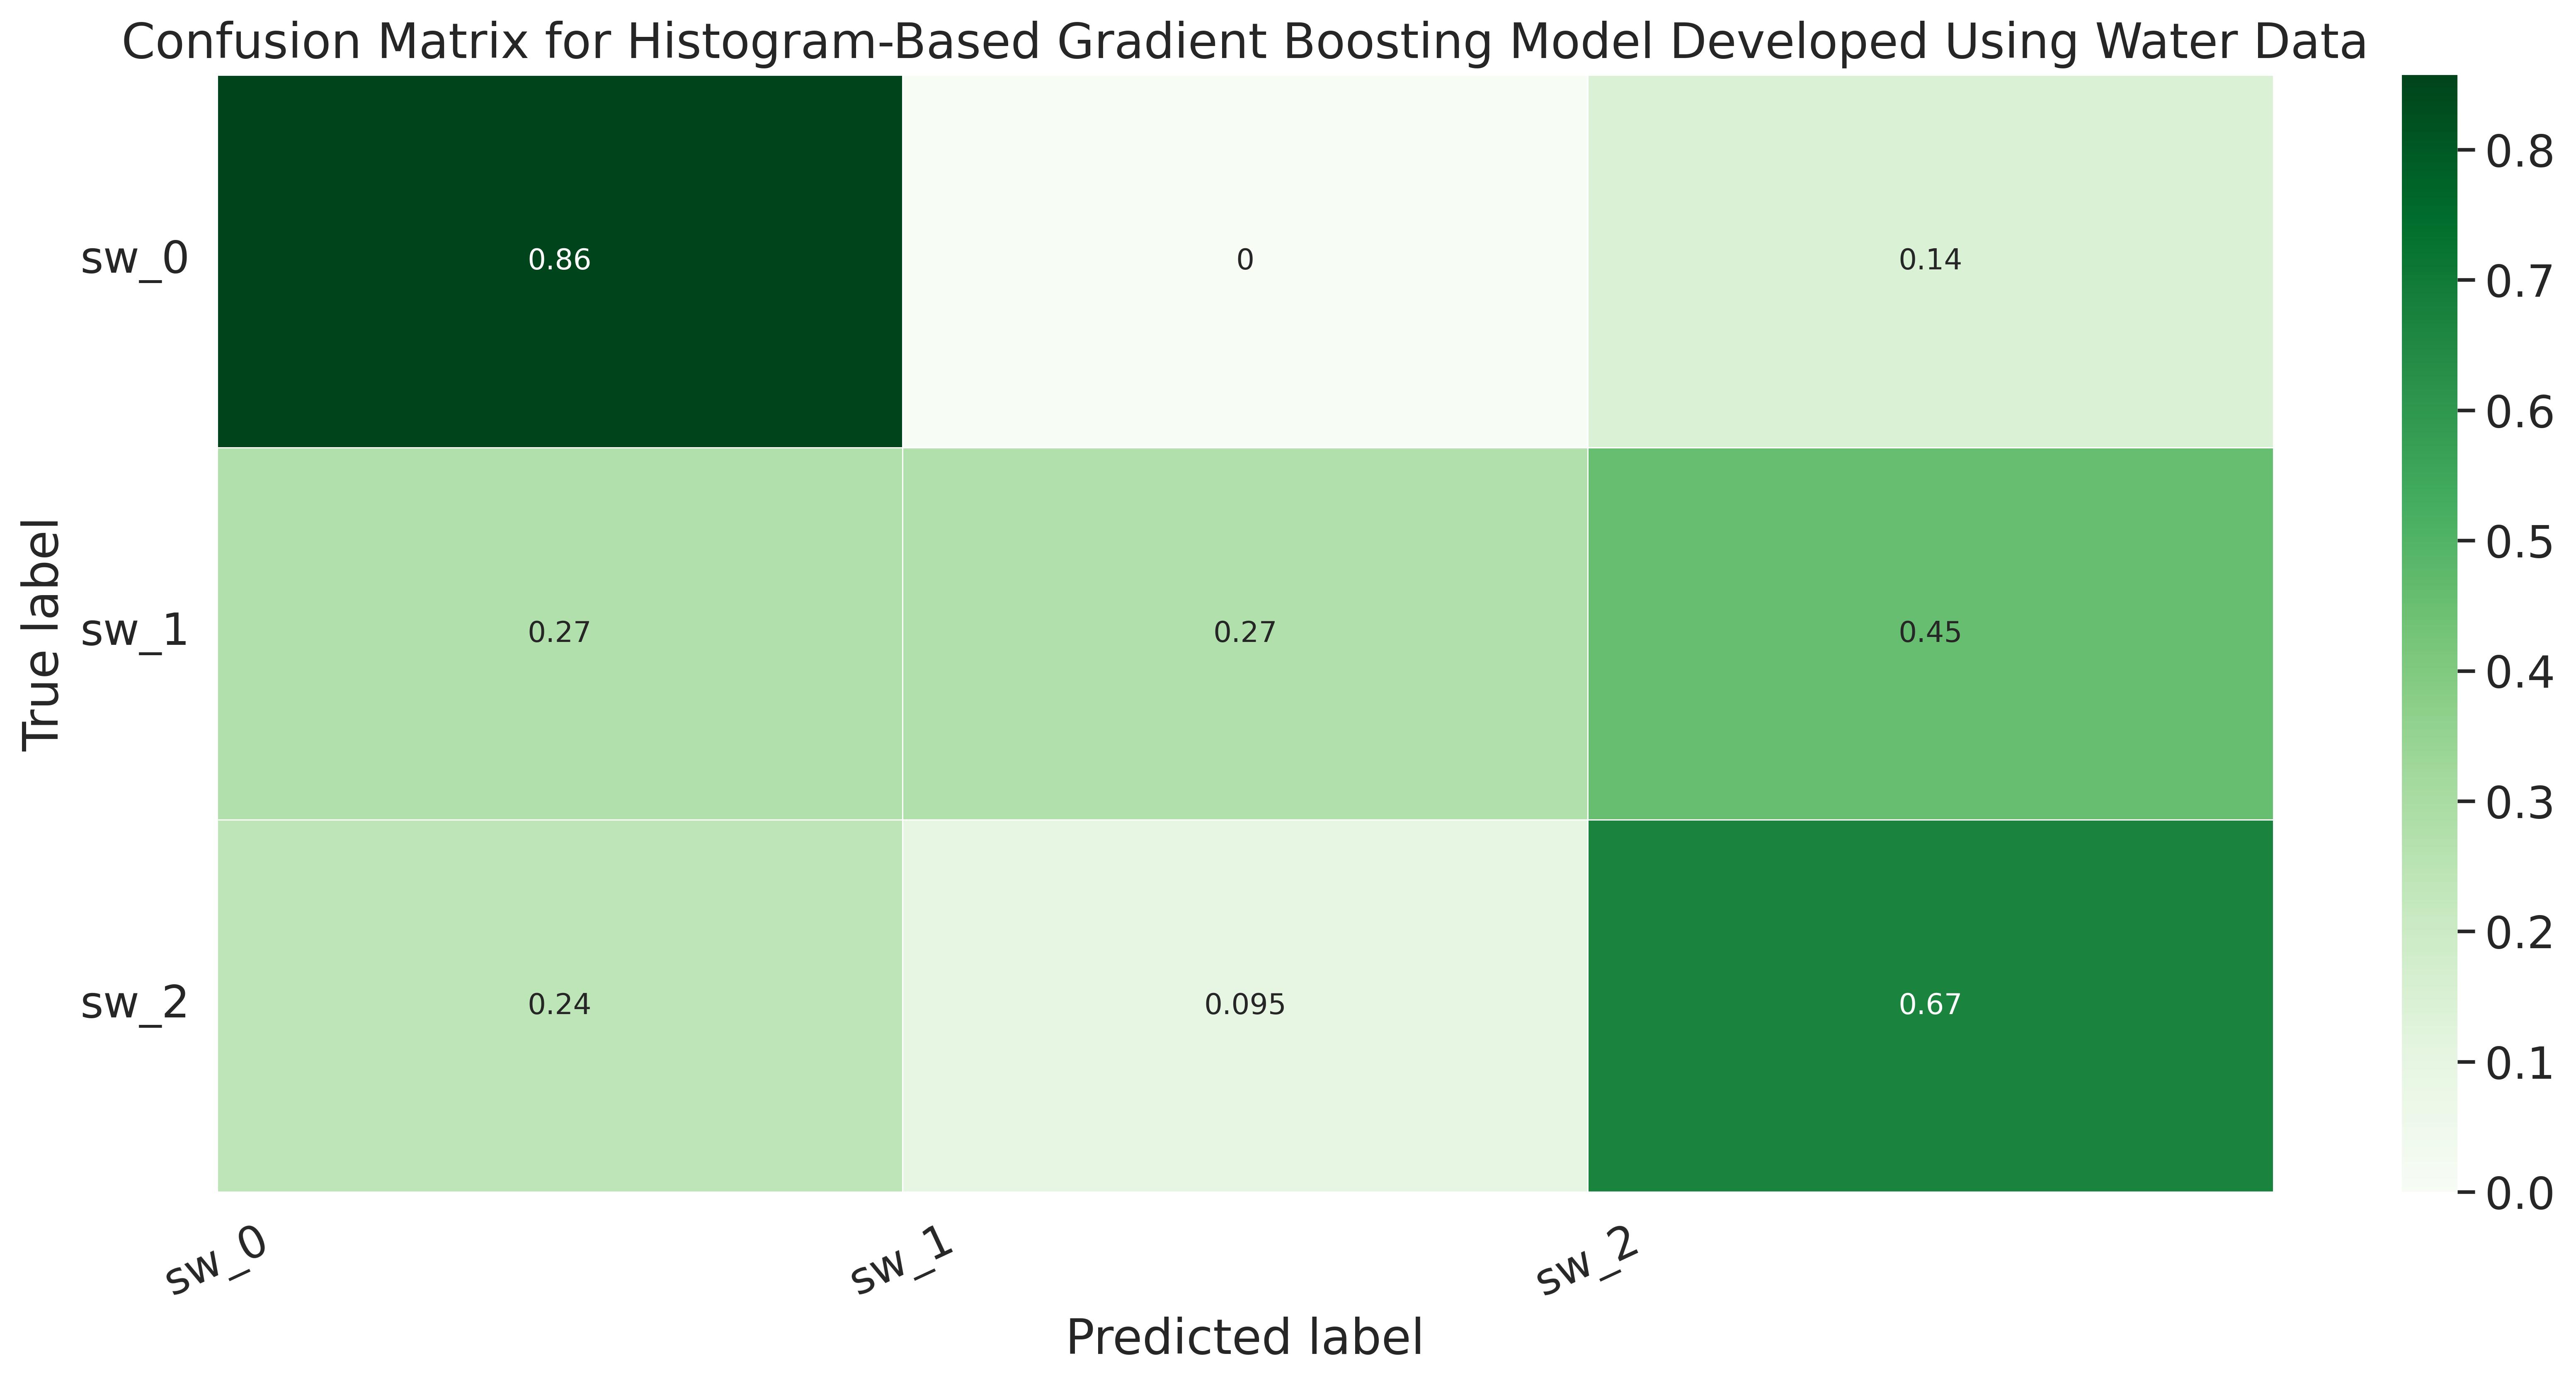 Confusion Matrix for Histogram-Based Gradient Boosting Model Developed Using Water Data
True label
sw_0
0.86
0
0.14
sw_1
0.27
0.27
0.45
sw_2
0.24
0.095
0.67
sw_0
sw_1
sw_2
Predicted label
0.8
0.7
0.6
0.5
0.4
0.3
0.2
0.1
0.0